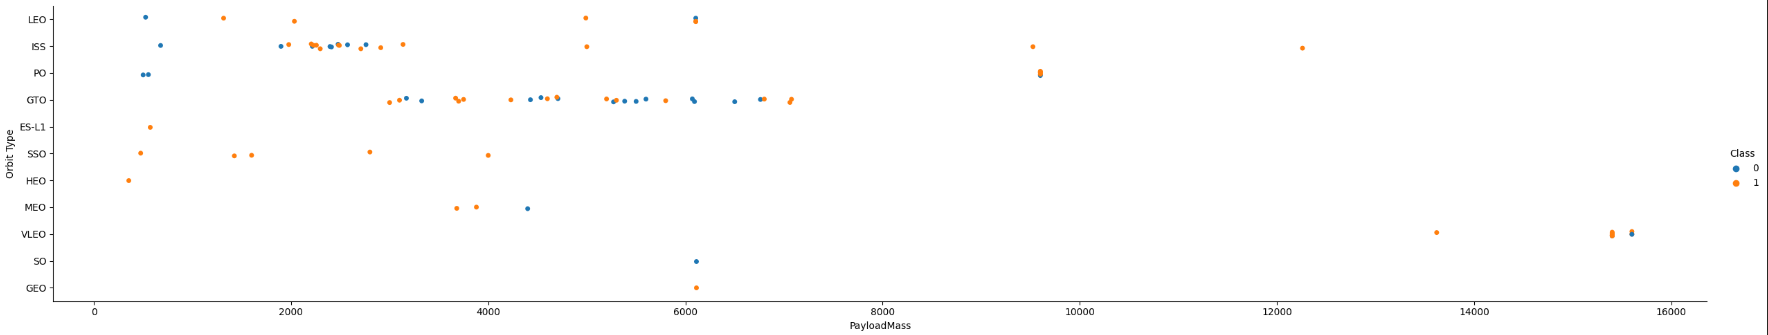 Orbit Type
LEO
ISS
PO
GTO
ES-L1
SSO
HEO
MEO
VLEO
SO
GEO
0 2000 4000 6000 8000 10000 12000 14000 16000
PayloadMass
Class
0
1